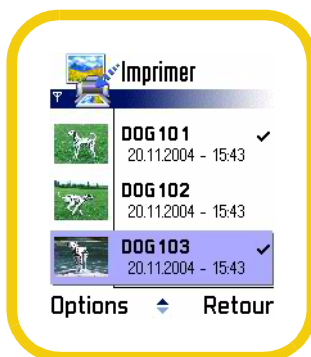 Imprimer
DOG101
20.11.2004 - 15:43
DOG102
20.11.2004 - 15:43
DOG103
20.11.2004 - 15:43
Options Retour